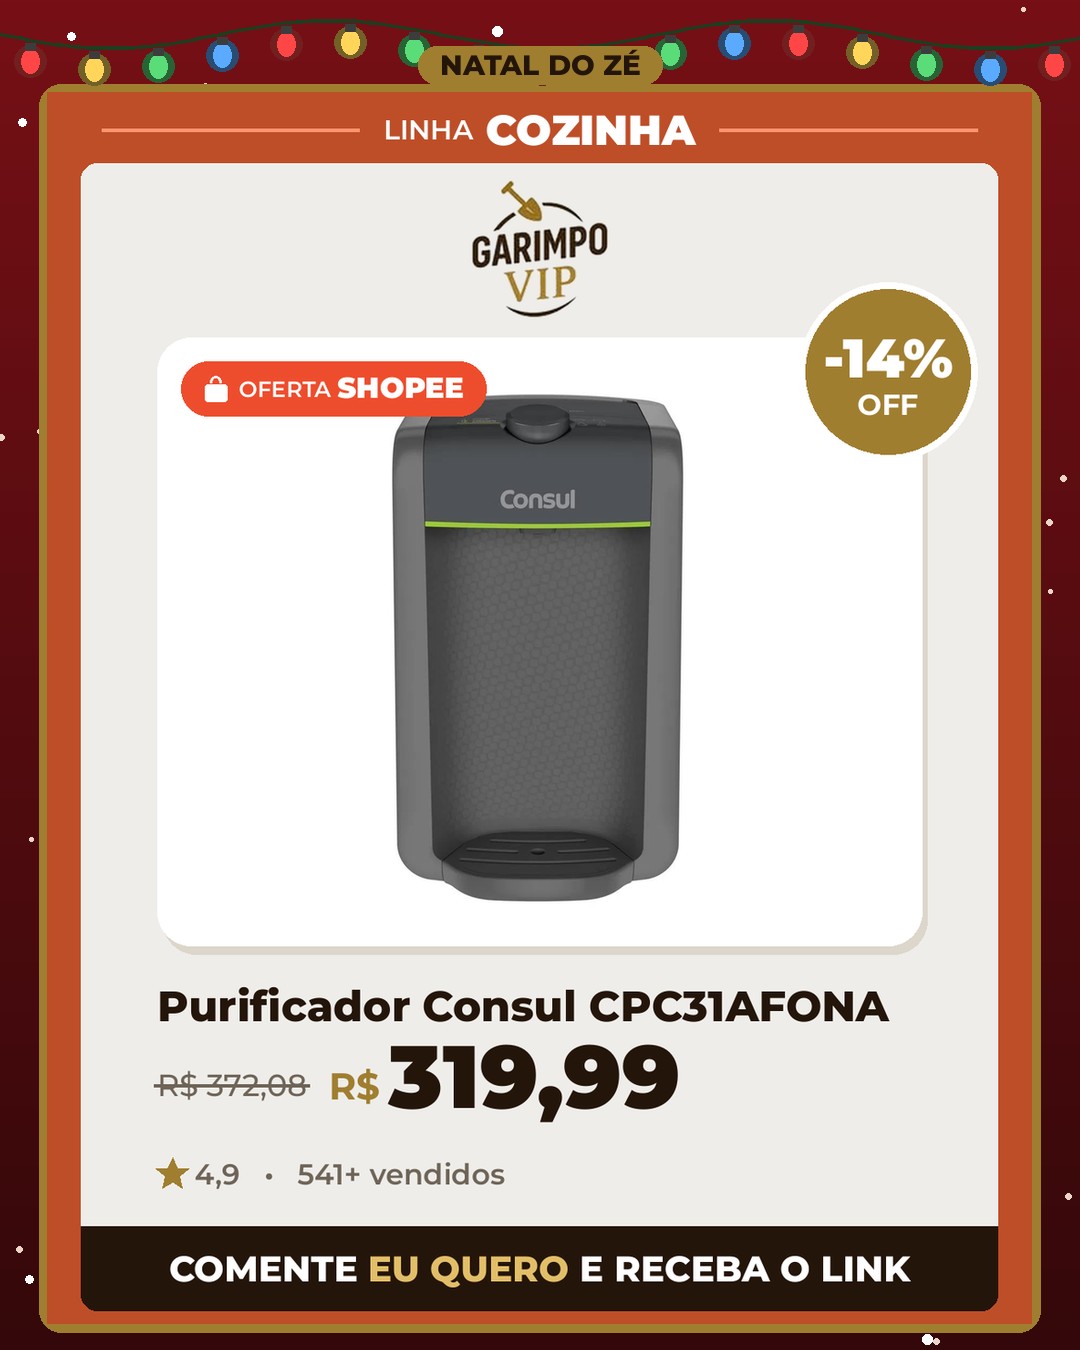 NATAL DO ZÉ
LINHA COZINHA
GARIMPO
VIP
-14%
OFF
OFERTA SHOPEE
Consul
Purificador Consul CPC31AFONA
R$ 372,08 R$ 319,99
4,9 • 541+ vendidos
COMENTE EU QUERO E RECEBA O LINK